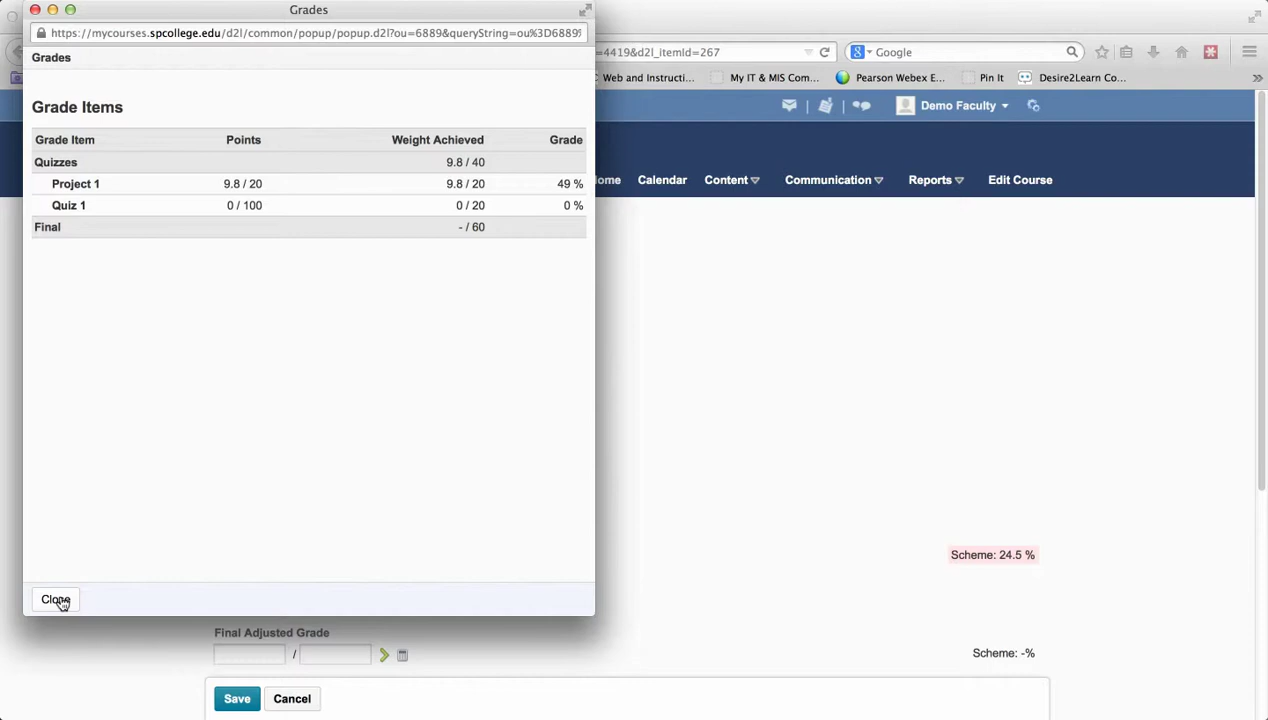 Grades
https://mycourses.spcollege.edu/d2l/common/popup/popup.d2l?ou=6889&queryString=ou%3D6889%
=4419&d2l_itemId=267
Google
Web and Instructi...
My IT & MIS Com...
Pearson Webex E...
Pin It
Desire2Learn Co...
Grades
Demo Faculty
Grade Items
Grade Item Points Weight Achieved Grade
Quizzes 9.8 / 40
Project 1 9.8 / 20 9.8 / 20 49 %
Quiz 1 0 / 100 0 / 20 0 %
Final - / 60
Calendar Content Communication Reports Edit Course
Scheme: 24.5 %
Close
Final Adjusted Grade
/
Scheme: -%
Save Cancel